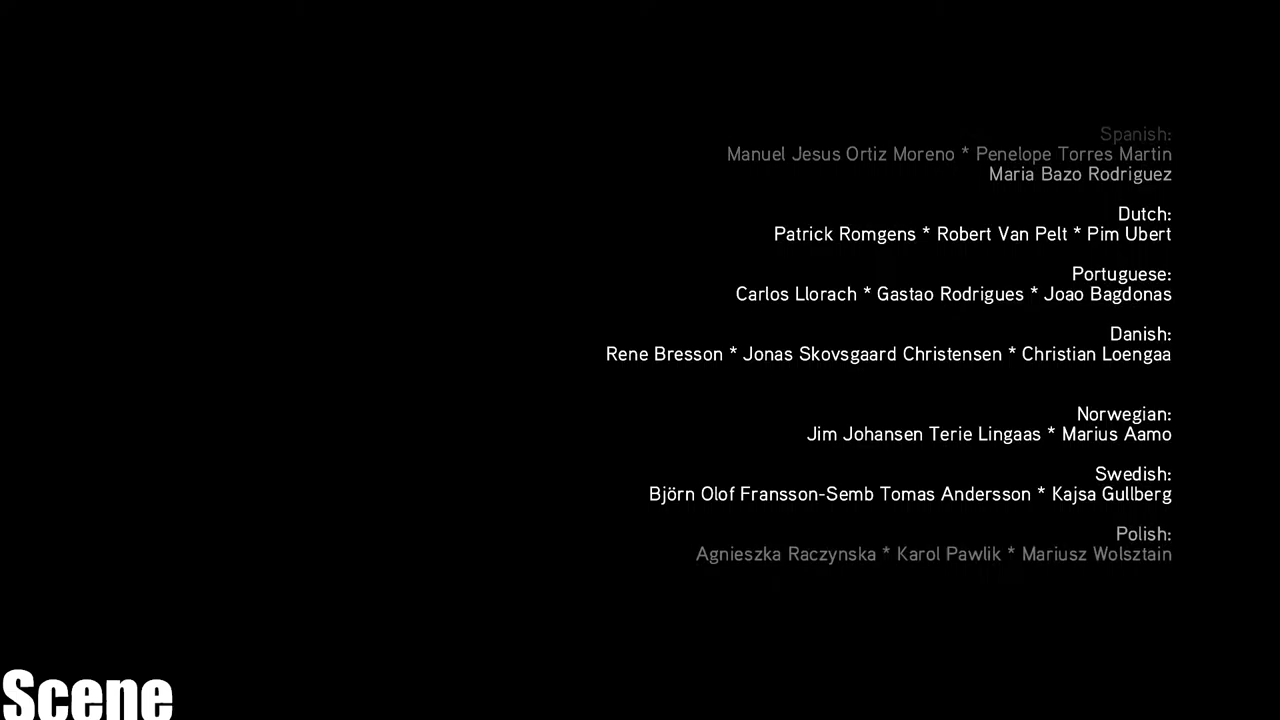 Spanish:
Manuel Jesus Ortiz Moreno * Penelope Torres Martin
Maria Bazo Rodriguez
Dutch:
Patrick Romgens * Robert Van Pelt * Pim Ubert
Portuguese:
Carlos Llorach * Gastao Rodrigues * Joao Bagdonas
Danish:
Rene Bresson * Jonas Skovsgaard Christensen * Christian Loengaa
Norwegian:
Jim Johansen Terie Lingaas * Marius Aamo
Swedish:
Björn Olof Fransson-Semb Tomas Andersson * Kajsa Gullberg
Polish:
Agnieszka Raczynska * Karol Pawlik * Mariusz Wolsztain
Scene